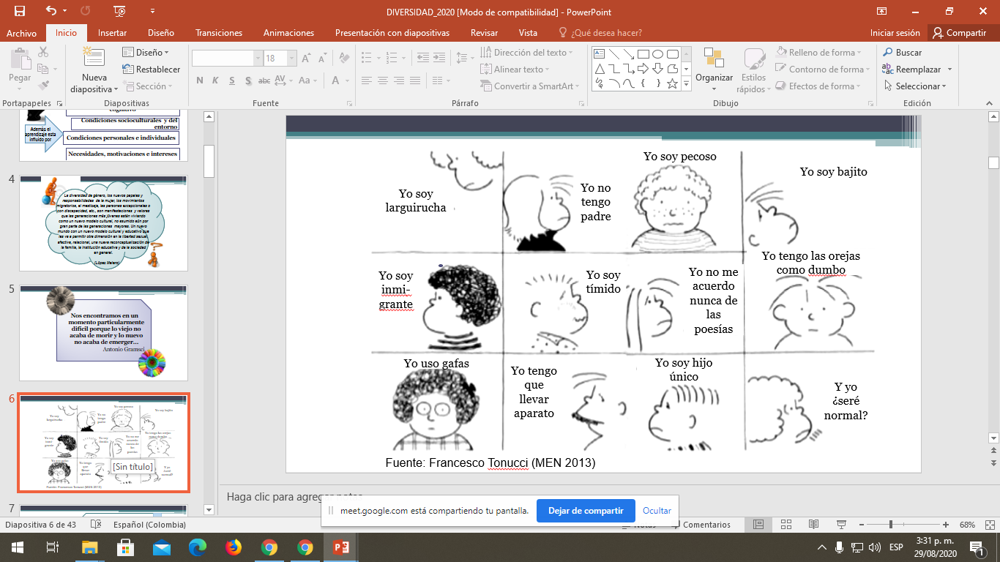 DIVERSIDAD_2020 [Modo de compatibilidad] - PowerPoint
Archivo
Inicio
Insertar
Diseño
Transiciones
Animaciones
Presentación con diapositivas
Revisar
Vista
¿Qué desea hacer?
Iniciar sesión
Compartir
Pegar
Portapapeles
Nueva
diapositiva
Diseño
Restablecer
Sección
Diapositivas
18
N K S S abc AV Aa A
Fuente
Dirección del texto
Alinear texto
Convertir a SmartArt
Párrafo
Organizar
Estilos
rápidos
Relleno de forma
Contorno de forma
Efectos de forma
Dibujo
Buscar
Reemplazar
Seleccionar
Edición
cognitivo
Además el
aprendizaje esta
influido por
Condiciones socioculturales y del
entorno
Condiciones personales e individuales
Necesidades, motivaciones e intereses
4
La diversidad de género, los nuevos papeles y
responsabilidades de la mujer, los movimientos
migratorios, el mestizaje, las personas excepcionales o
con discapacidad, etc., son manifestaciones y valores
que las generaciones más jóvenes están viviendo
como un nuevo modelo cultural, no asumido aún por
gran parte de las generaciones mayores. Un nuevo
mundo con un nuevo modelo cultural y educativo que
les va a permitir otra dimensión en la libertad sexual,
afectiva, relacional, una nueva reconceptualización de
la familia, la institución educativa y de la sociedad
en general.
(López Melero)
5
Nos encontramos en un
momento particularmente
difícil porque lo viejo no
acaba de morir y lo nuevo
no acaba de emerger...
Antonio Gramsci
6
[Sin título]
7
Yo soy
larguirucha
Yo no
tengo
padre
Yo soy pecoso
Yo soy bajito
Yo soy
inmi-
grante
Yo soy
tímido
Yo no me
acuerdo
nunca de
las
poesías
Yo tengo las orejas
como dumbo
Yo uso gafas
Yo tengo
que
llevar
aparato
Yo soy hijo
único
Y yo
¿seré
normal?
Fuente: Francesco Tonucci (MEN 2013)
Haga clic para agregar notas
meet.google.com está compartiendo tu pantalla.
Dejar de compartir
Ocultar
Diapositiva 6 de 43
Español (Colombia)
Notas
Comentarios
68%
ESP
3:31 p. m.
29/08/2020
1